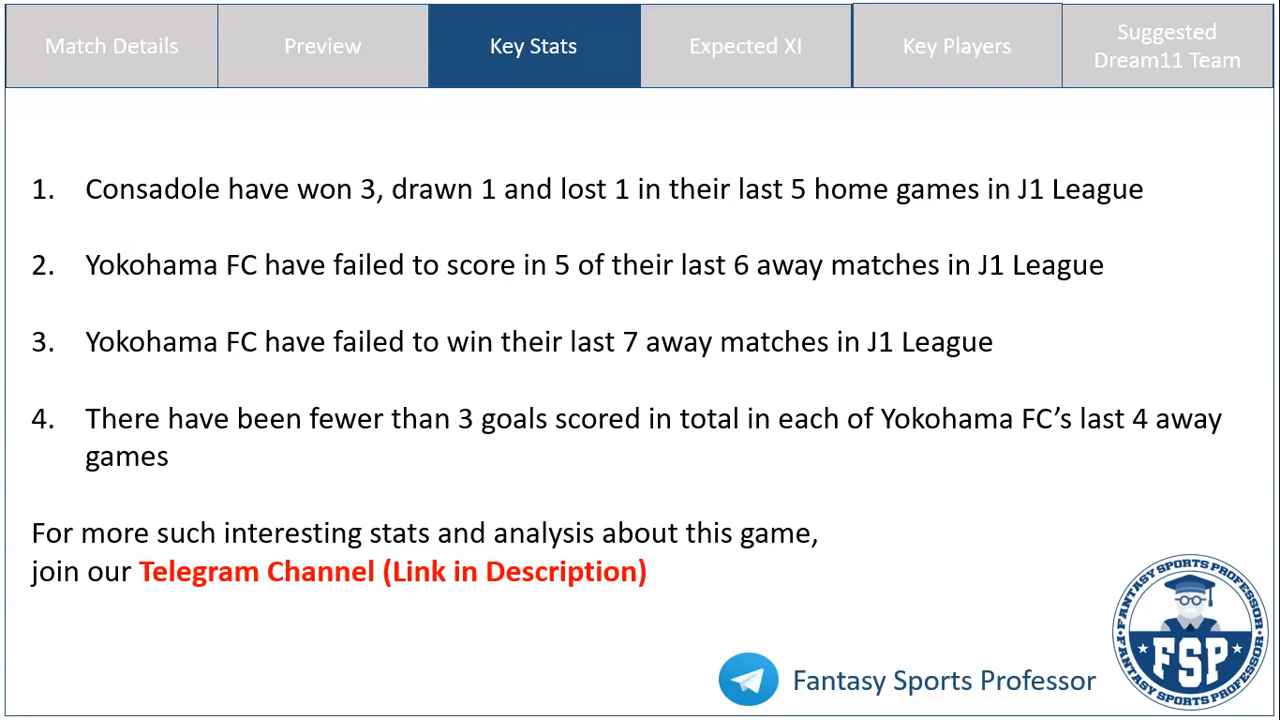 Match Details
Preview
Key Stats
Expected XI
Key Players
Suggested
Dream11 Team
1. Consadole have won 3, drawn 1 and lost 1 in their last 5 home games in J1 League
2. Yokohama FC have failed to score in 5 of their last 6 away matches in J1 League
3. Yokohama FC have failed to win their last 7 away matches in J1 League
4. There have been fewer than 3 goals scored in total in each of Yokohama FC’s last 4 away
games
For more such interesting stats and analysis about this game,
join our Telegram Channel (Link in Description)
Fantasy Sports Professor
FANTASY SPORTS PROFESSOR
FSP
FANTASY SPORTS PROFESSOR